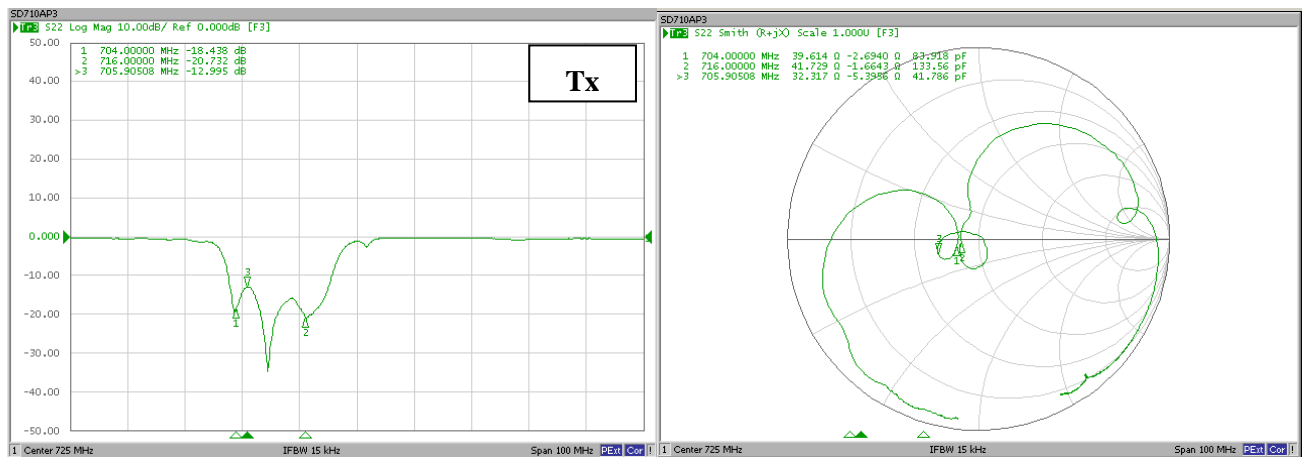 SD710AP3
Tr3 S22 Log Mag 10.00dB/ Ref 0.000dB [F3]
50.00
1 704.00000 MHz -18.438 dB
2 716.00000 MHz -20.732 dB
>3 705.90508 MHz -12.995 dB
Tx
40.00
30.00
20.00
10.00
0.000
-10.00
3
-20.00
1
2
-30.00
-40.00
-50.00
1 Center 725 MHz IFBW 15 kHz Span 100 MHz PExt Cor !
SD710AP3
Tr3 S22 Smith (R+jX) Scale 1.000U [F3]
1 704.00000 MHz 39.614 Ω -2.6940 Ω 83.918 pF
2 716.00000 MHz 41.729 Ω -1.6643 Ω 133.56 pF
>3 705.90508 MHz 32.317 Ω -5.3956 Ω 41.786 pF
3
1 2
1 Center 725 MHz IFBW 15 kHz Span 100 MHz PExt Cor !